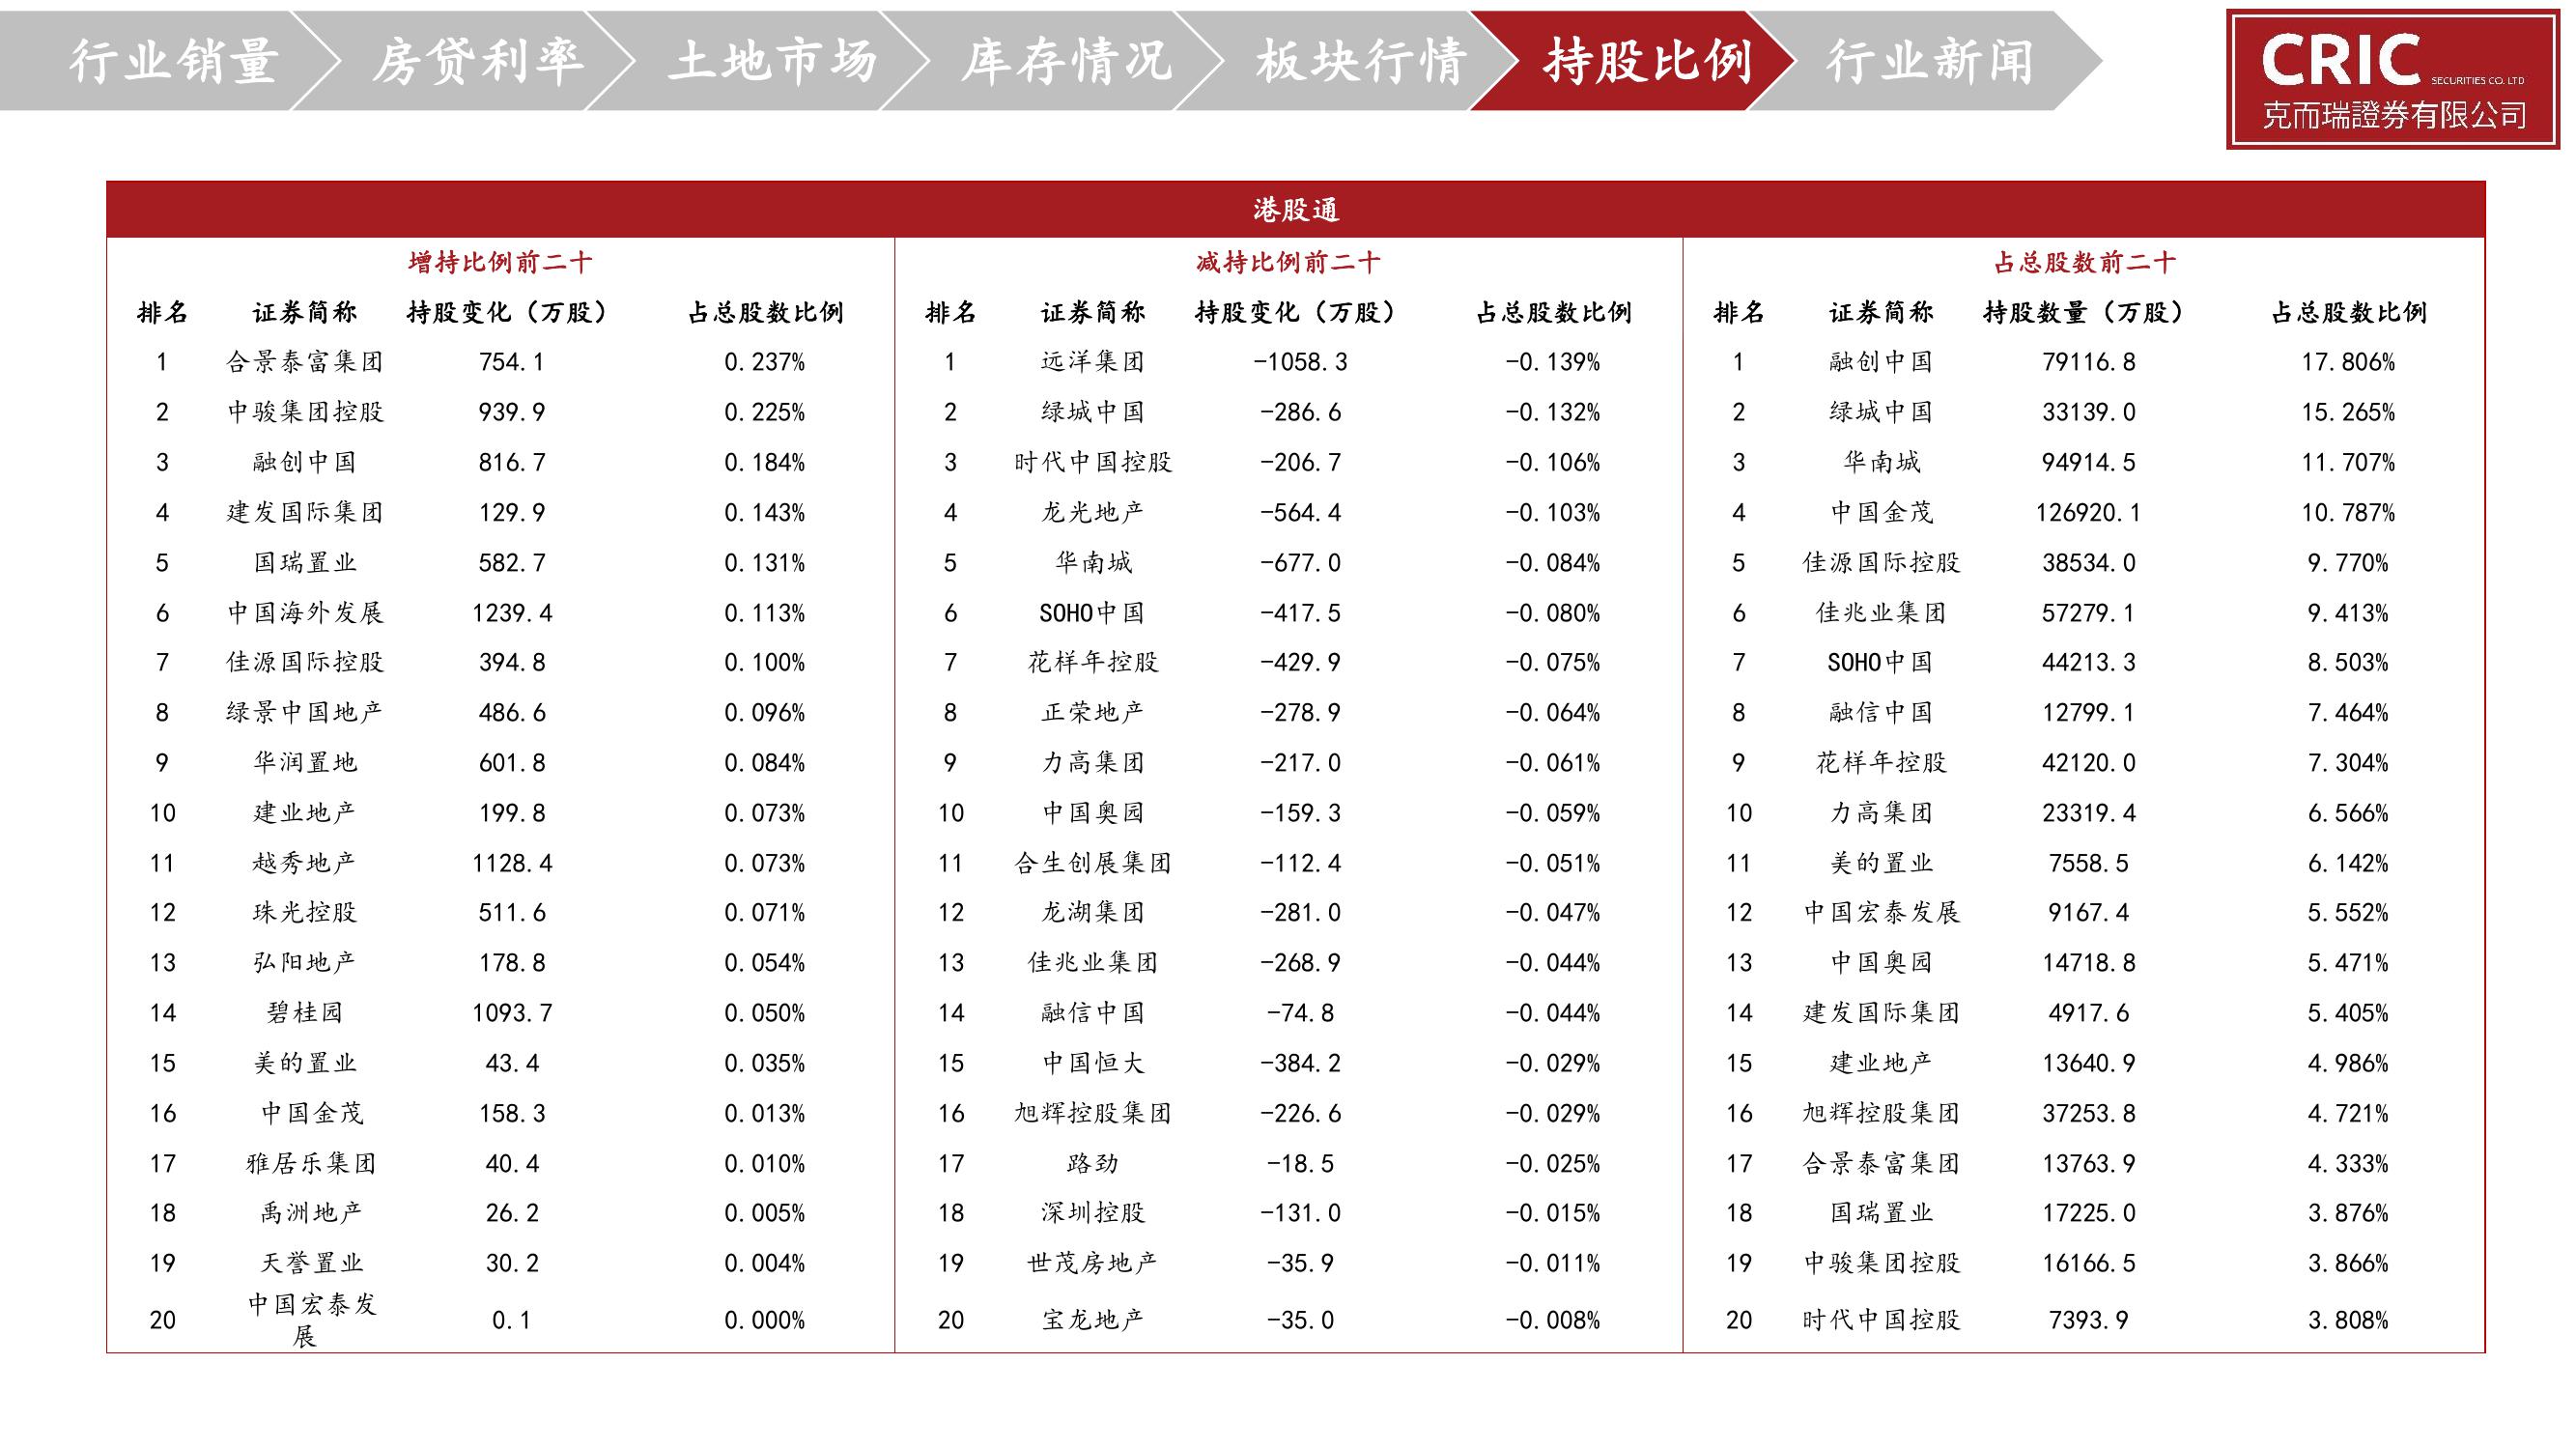 行业销量 房贷利率 土地市场 库存情况 板块行情 持股比例 行业新闻
CRIC SECURITIES CO. LTD
克而瑞證券有限公司
港股通
增持比例前二十 减持比例前二十 占总股数前二十
排名 证券简称 持股变化（万股） 占总股数比例 排名 证券简称 持股变化（万股） 占总股数比例 排名 证券简称 持股数量（万股） 占总股数比例
1 合景泰富集团 754.1 0.237% 1 远洋集团 -1058.3 -0.139% 1 融创中国 79116.8 17.806%
2 中骏集团控股 939.9 0.225% 2 绿城中国 -286.6 -0.132% 2 绿城中国 33139.0 15.265%
3 融创中国 816.7 0.184% 3 时代中国控股 -206.7 -0.106% 3 华南城 94914.5 11.707%
4 建发国际集团 129.9 0.143% 4 龙光地产 -564.4 -0.103% 4 中国金茂 126920.1 10.787%
5 国瑞置业 582.7 0.131% 5 华南城 -677.0 -0.084% 5 佳源国际控股 38534.0 9.770%
6 中国海外发展 1239.4 0.113% 6 SOHO中国 -417.5 -0.080% 6 佳兆业集团 57279.1 9.413%
7 佳源国际控股 394.8 0.100% 7 花样年控股 -429.9 -0.075% 7 SOHO中国 44213.3 8.503%
8 绿景中国地产 486.6 0.096% 8 正荣地产 -278.9 -0.064% 8 融信中国 12799.1 7.464%
9 华润置地 601.8 0.084% 9 力高集团 -217.0 -0.061% 9 花样年控股 42120.0 7.304%
10 建业地产 199.8 0.073% 10 中国奥园 -159.3 -0.059% 10 力高集团 23319.4 6.566%
11 越秀地产 1128.4 0.073% 11 合生创展集团 -112.4 -0.051% 11 美的置业 7558.5 6.142%
12 珠光控股 511.6 0.071% 12 龙湖集团 -281.0 -0.047% 12 中国宏泰发展 9167.4 5.552%
13 弘阳地产 178.8 0.054% 13 佳兆业集团 -268.9 -0.044% 13 中国奥园 14718.8 5.471%
14 碧桂园 1093.7 0.050% 14 融信中国 -74.8 -0.044% 14 建发国际集团 4917.6 5.405%
15 美的置业 43.4 0.035% 15 中国恒大 -384.2 -0.029% 15 建业地产 13640.9 4.986%
16 中国金茂 158.3 0.013% 16 旭辉控股集团 -226.6 -0.029% 16 旭辉控股集团 37253.8 4.721%
17 雅居乐集团 40.4 0.010% 17 路劲 -18.5 -0.025% 17 合景泰富集团 13763.9 4.333%
18 禹洲地产 26.2 0.005% 18 深圳控股 -131.0 -0.015% 18 国瑞置业 17225.0 3.876%
19 天誉置业 30.2 0.004% 19 世茂房地产 -35.9 -0.011% 19 中骏集团控股 16166.5 3.866%
20 中国宏泰发展 0.1 0.000% 20 宝龙地产 -35.0 -0.008% 20 时代中国控股 7393.9 3.808%